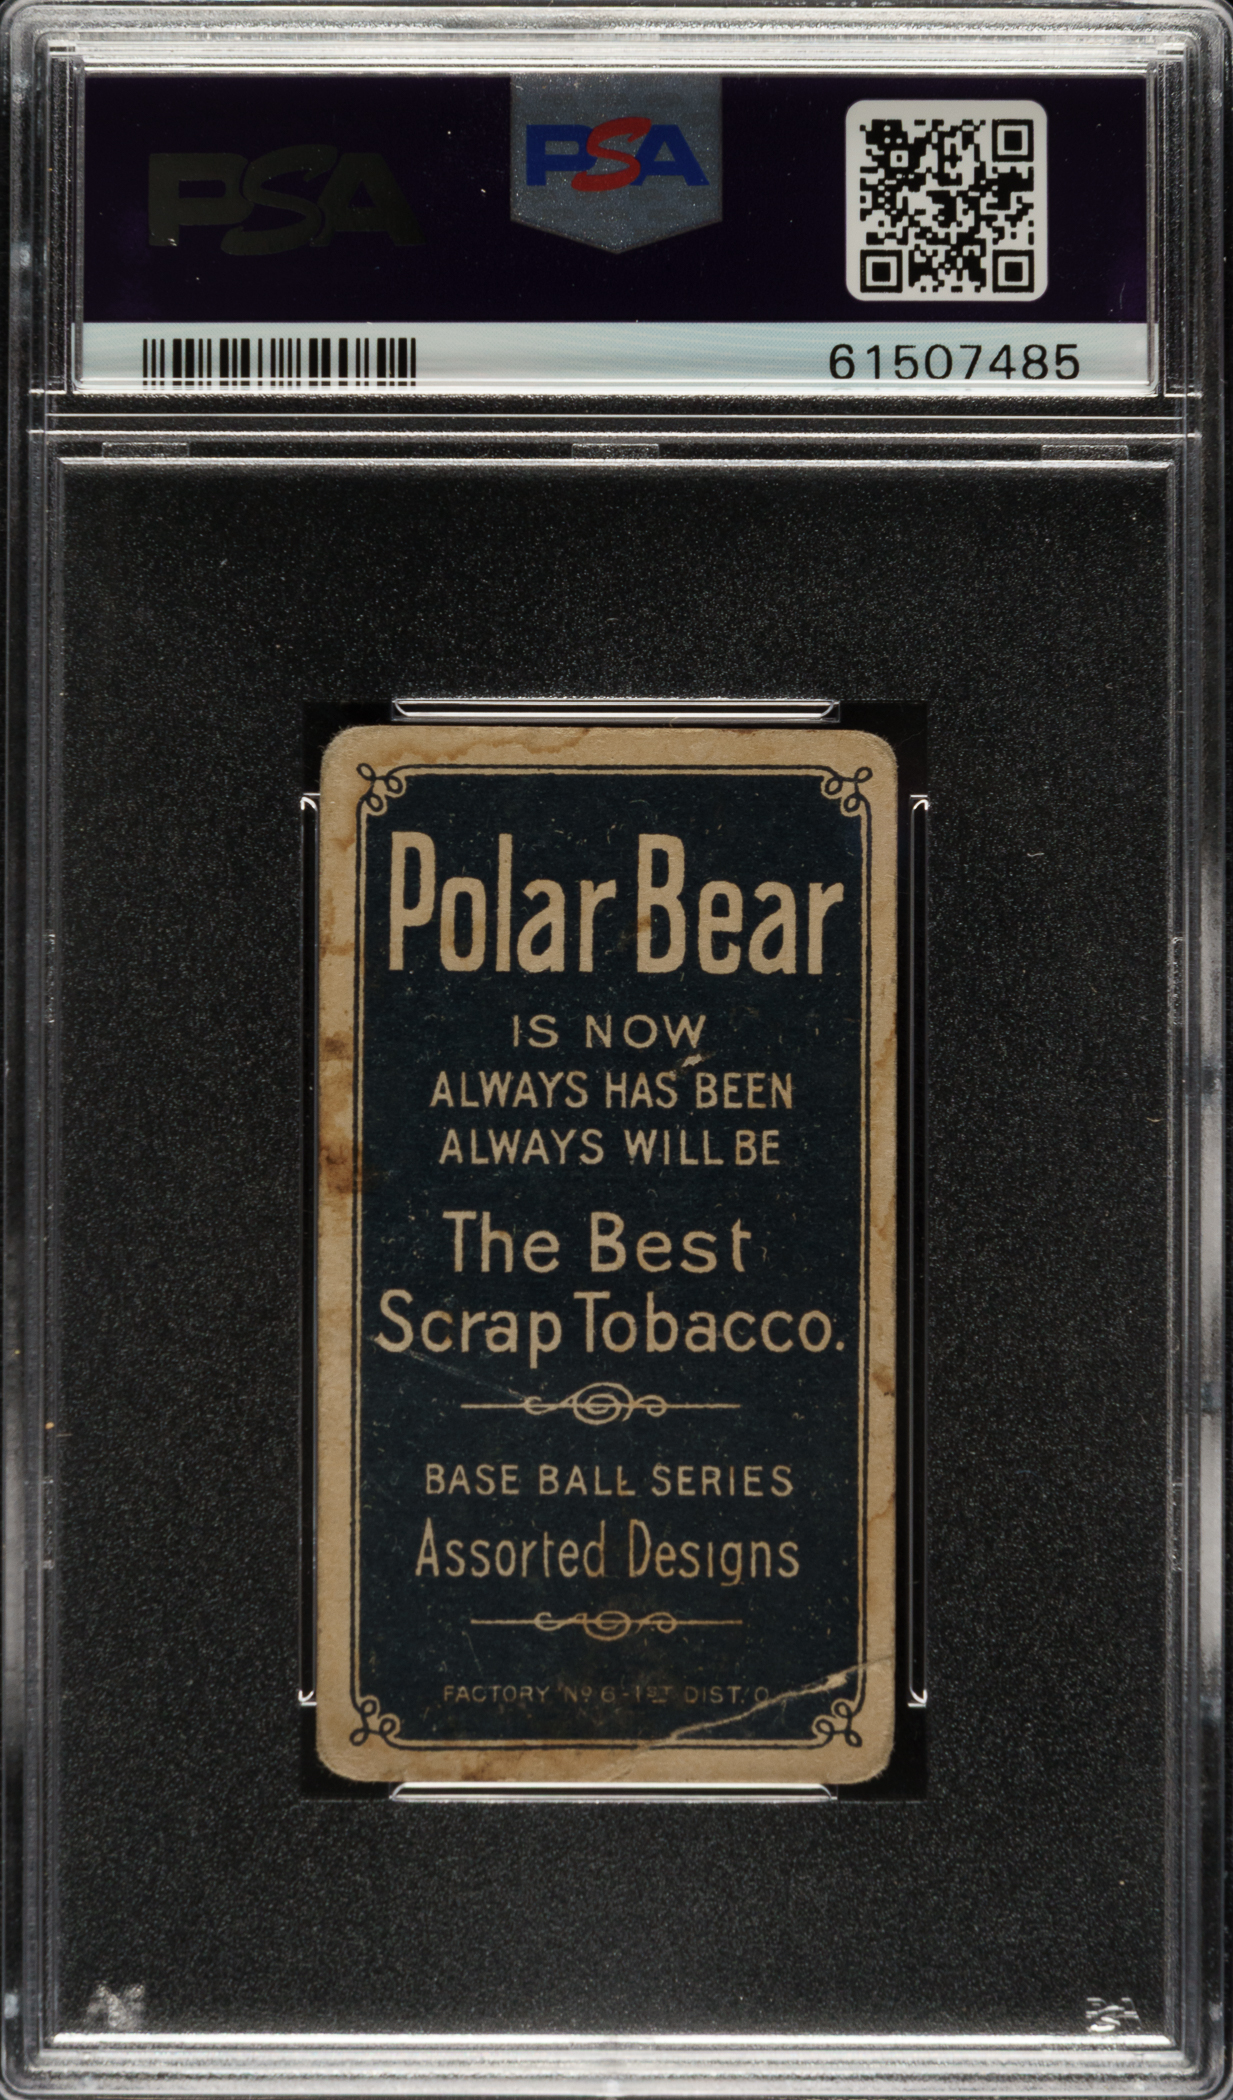 PSA
PSA
61507485
Polar Bear
IS NOW
ALWAYS HAS BEEN
ALWAYS WILL BE
The Best
Scrap Tobacco.
BASE BALL SERIES
Assorted Designs
FACTORY Nº 6-1ST DIST. O.
PSA